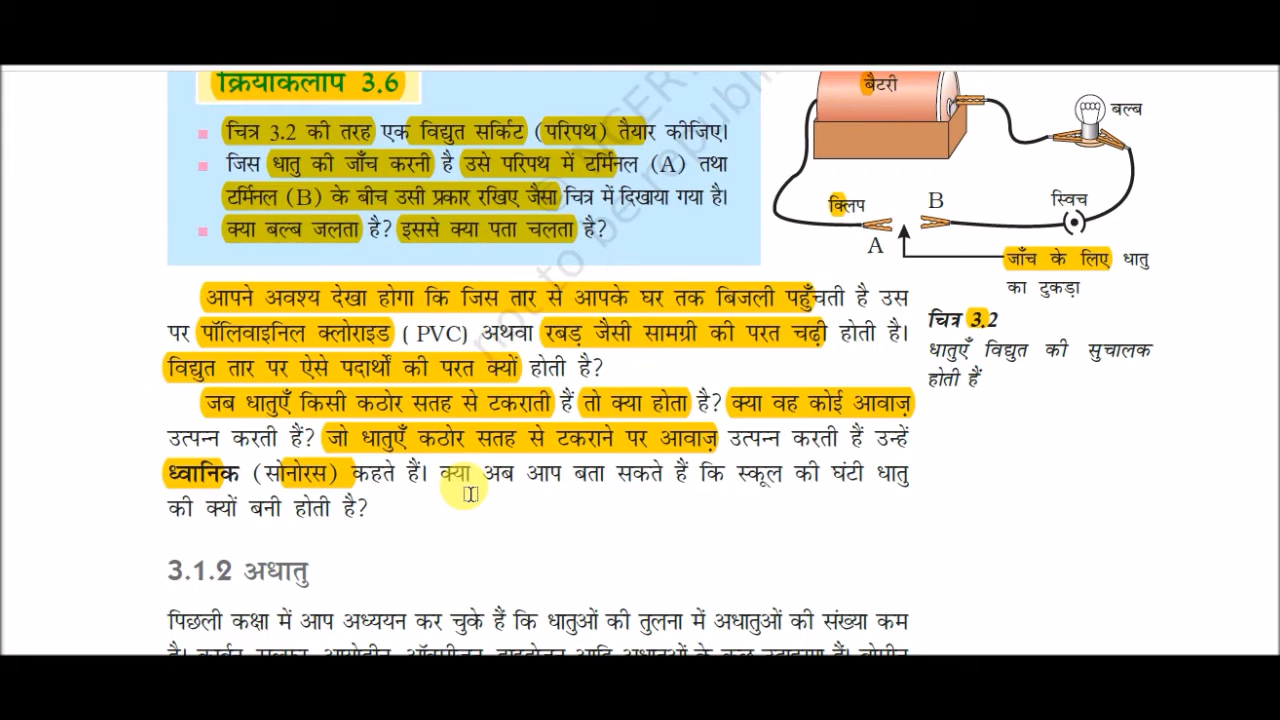 क्रियाकलाप 3.6
चित्र 3.2 की तरह एक विद्युत सर्किट (परिपथ) तैयार कीजिए।
जिस धातु की जाँच करनी है उसे परिपथ में टर्मिनल (A) तथा
टर्मिनल (B) के बीच उसी प्रकार रखिए जैसा चित्र में दिखाया गया है।
क्या बल्ब जलता है? इससे क्या पता चलता है?
बैटरी
बल्ब
क्लिप
B
स्विच
A
जाँच के लिए धातु
का टुकड़ा
चित्र 3.2
धातुएँ विद्युत की सुचालक
होती हैं
आपने अवश्य देखा होगा कि जिस तार से आपके घर तक बिजली पहुँचती है उस
पर पॉलिवाइनिल क्लोराइड ( PVC) अथवा रबड़ जैसी सामग्री की परत चढ़ी होती है।
विद्युत तार पर ऐसे पदार्थों की परत क्यों होती है?
जब धातुएँ किसी कठोर सतह से टकराती हैं तो क्या होता है? क्या वह कोई आवाज़
उत्पन्न करती हैं? जो धातुएँ कठोर सतह से टकराने पर आवाज़ उत्पन्न करती हैं उन्हें
ध्वानिक (सोनोरस) कहते हैं। क्या अब आप बता सकते हैं कि स्कूल की घंटी धातु
की क्यों बनी होती है?
3.1.2 अधातु
पिछली कक्षा में आप अध्ययन कर चुके हैं कि धातुओं की तुलना में अधातुओं की संख्या कम